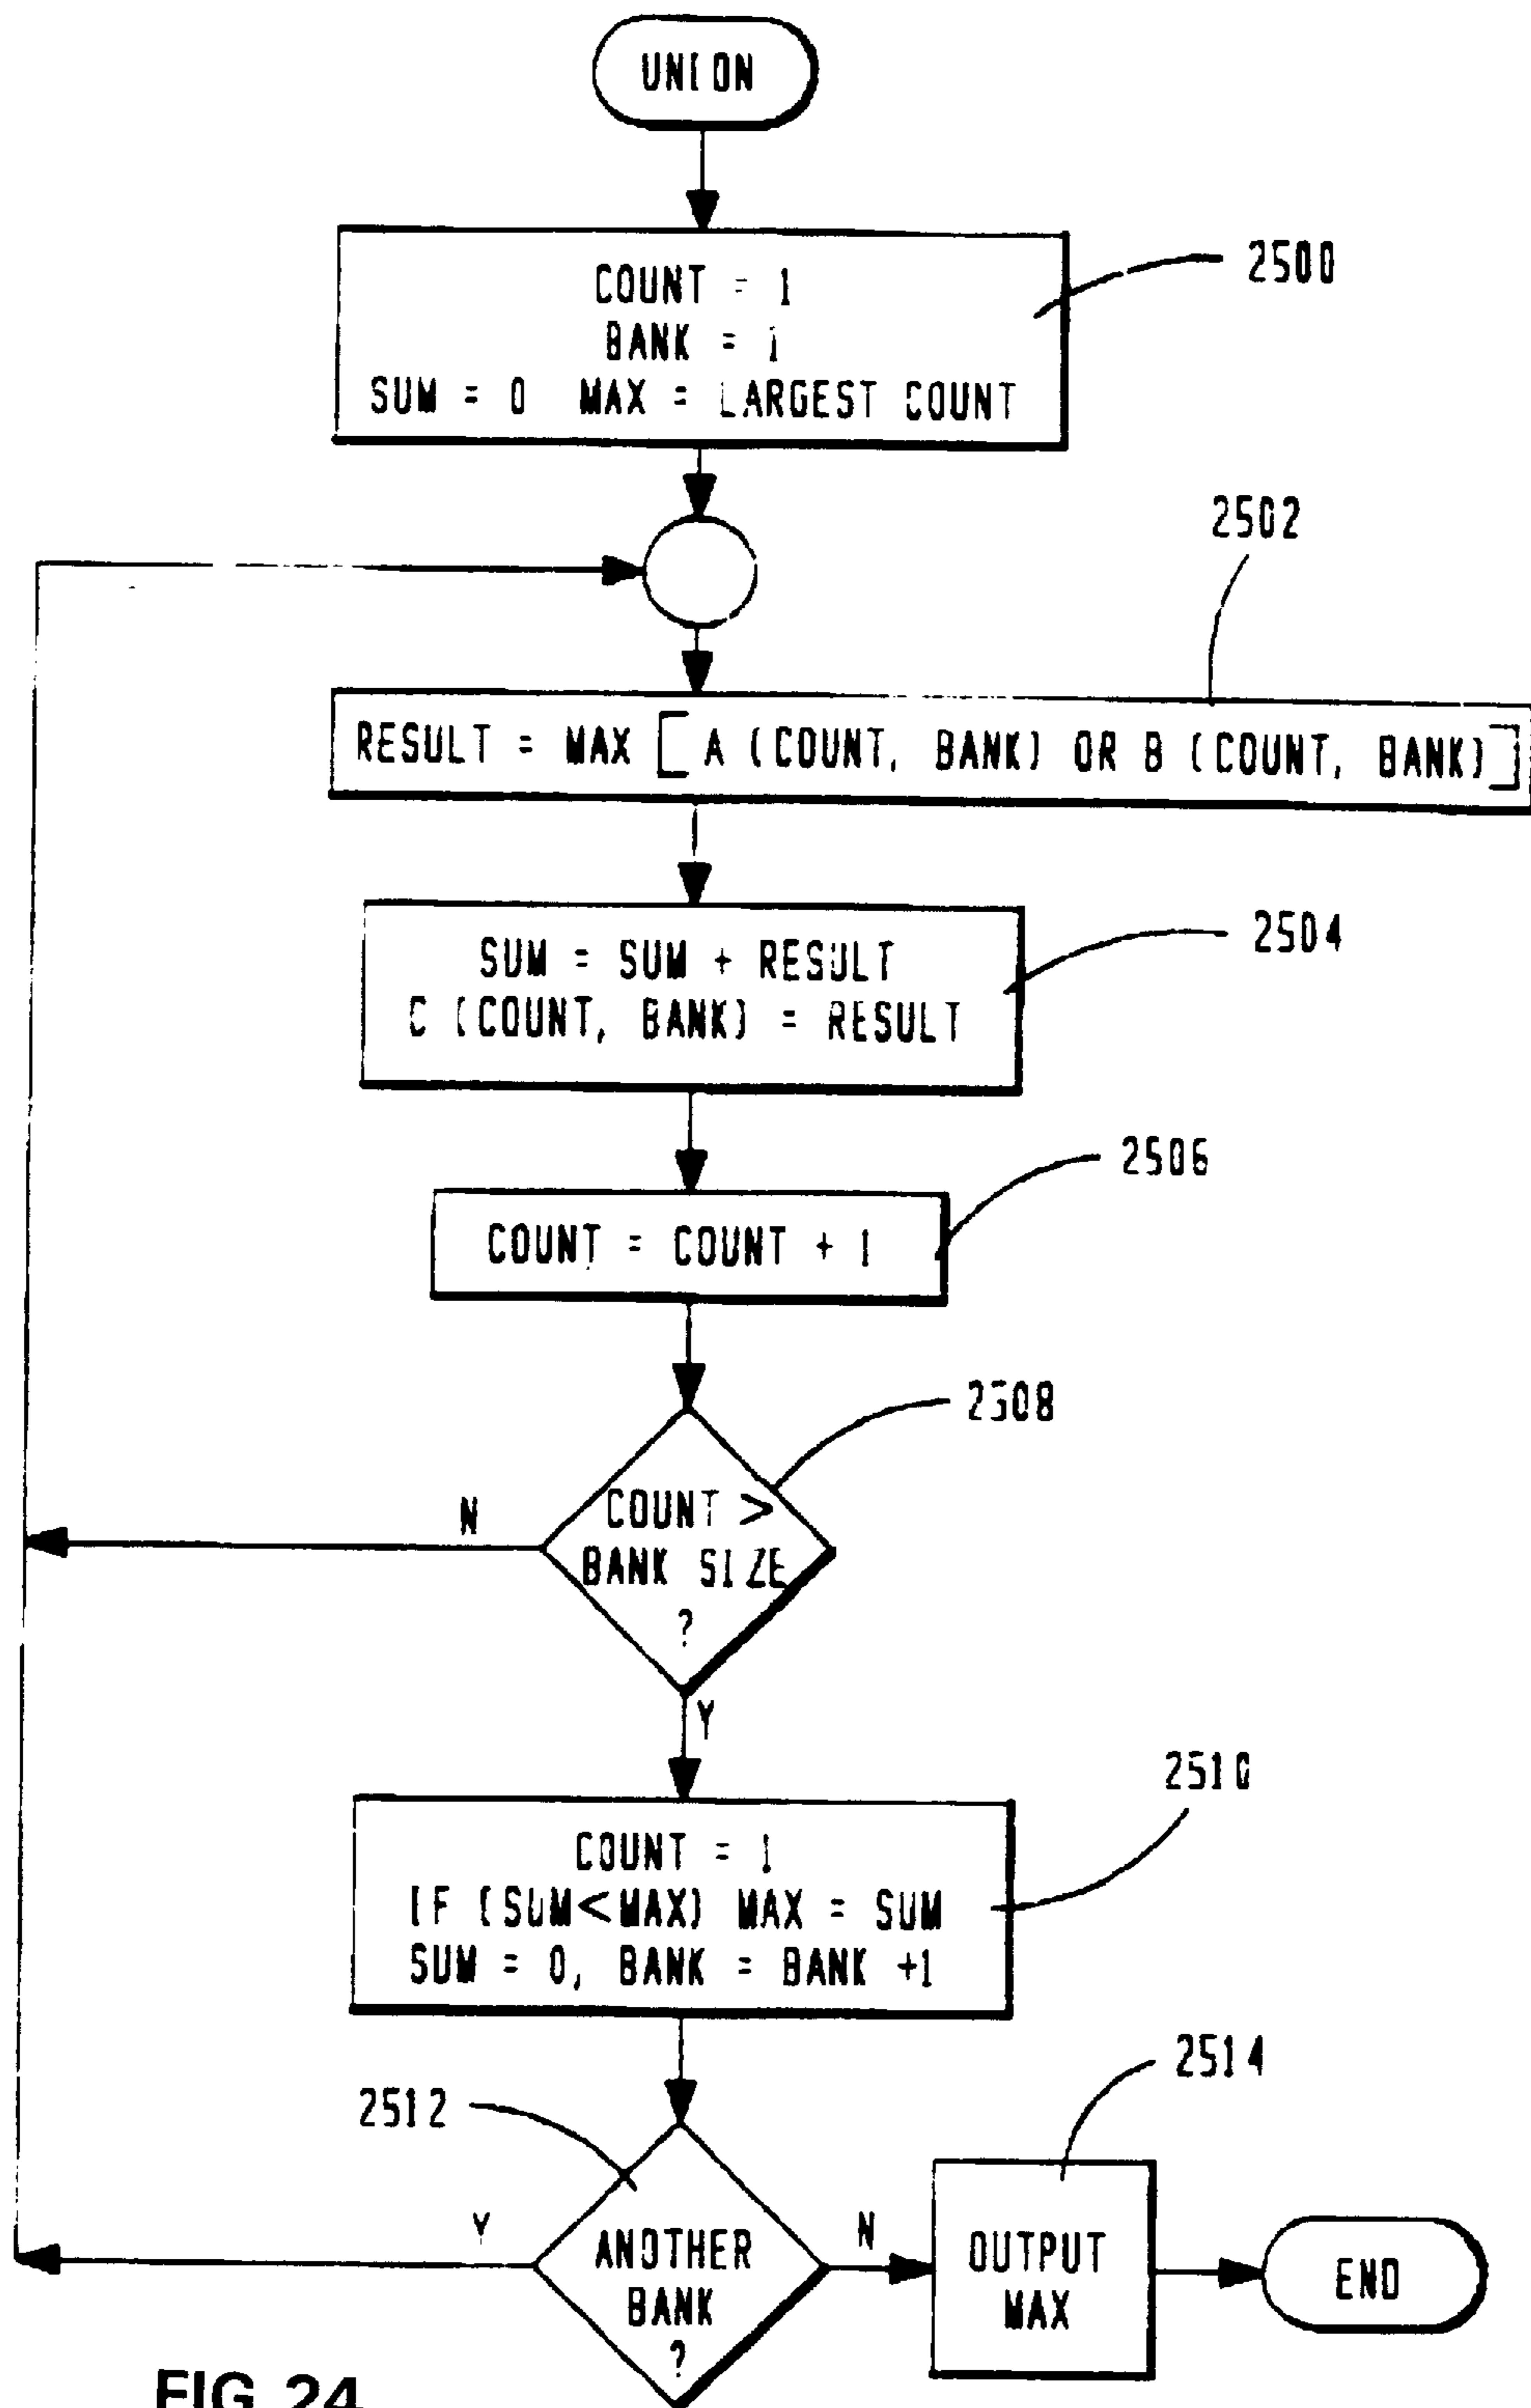 UNION
COUNT = 1
BANK = 1
SUM = 0 MAX = LARGEST COUNT
2500
2502
RESULT = MAX [A (COUNT, BANK) OR B (COUNT, BANK)]
SUM = SUM + RESULT
C (COUNT, BANK) = RESULT
2504
COUNT = COUNT + 1
2506
2508
COUNT >
BANK SIZE
?
N
Y
COUNT = 1
IF (SUM<MAX) MAX = SUM
SUM = 0, BANK = BANK +1
2510
2512
ANOTHER
BANK
?
Y
N
2514
OUTPUT
MAX
END
FIG. 24